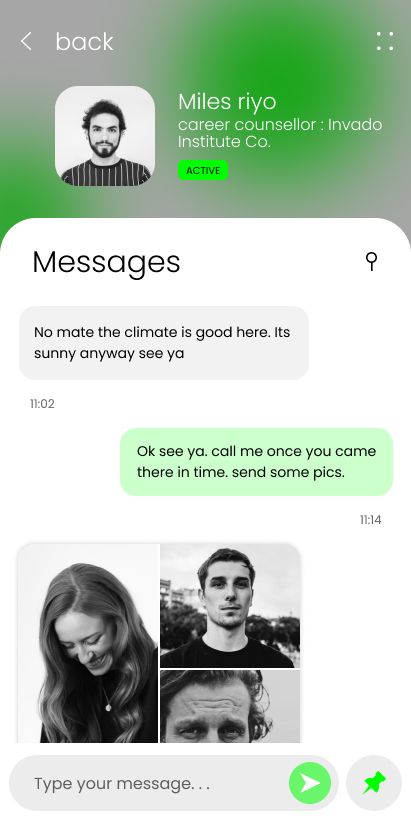 back
Miles riyo
career counsellor : Invado
Institute Co.
ACTIVE
Messages
No mate the climate is good here. Its
sunny anyway see ya
11:02
Ok see ya. call me once you came
there in time. send some pics.
11:14
Type your message. . .